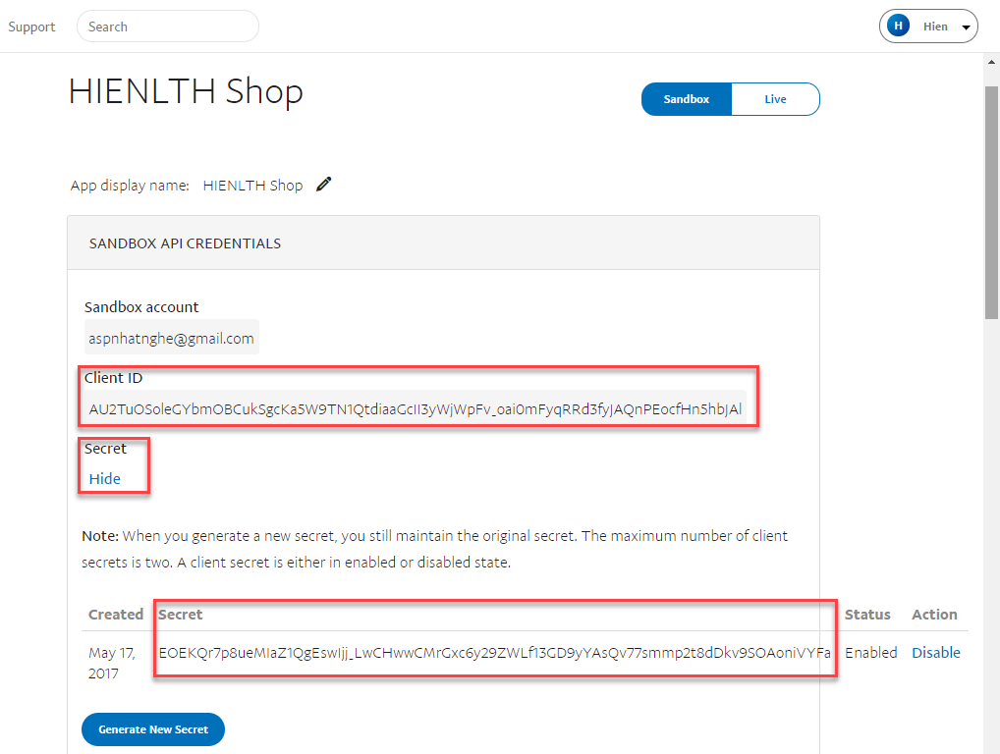 Support
Search
H
Hien
HIENLTH Shop
Sandbox
Live
App display name: HIENLTH Shop
SANDBOX API CREDENTIALS
Sandbox account
aspnhatnghe@gmail.com
Client ID
AU2TuOSoleGYbmOBCukSgcKa5W9TN1QtdiaaGcII3yWjWpFv_oai0mFyqRRd3fyJAQnPEocfHn5hbJAl
Secret
Hide
Note: When you generate a new secret, you still maintain the original secret. The maximum number of client
secrets is two. A client secret is either in enabled or disabled state.
Created Secret Status Action
May 17, EOEKQr7p8ueMIaZ1QgEswIjj_LwCHwwCMrGxc6y29ZWLf13GD9yYAsQv77smmp2t8dDkv9SOAoniVYFa Enabled Disable
2017
Generate New Secret